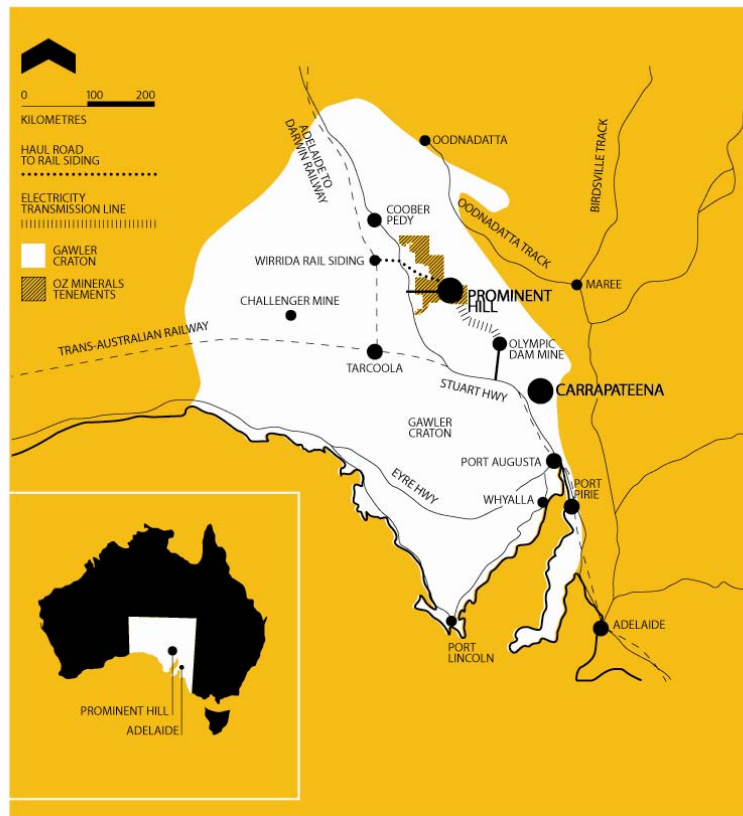 0 100 200
KILOMETRES
HAUL ROAD
TO RAIL SIDING
ELECTRICITY
TRANSMISSION LINE
GAWLER
CRATON
OZ MINERALS
TENEMENTS
ADELAIDE TO
DARWIN RAILWAY
OODNADATTA
BIRDSVILLE TRACK
COOBER
PEDY
OODNADATTA TRACK
WIRRIDA RAIL SIDING
MAREE
PROMINENT
HILL
CHALLENGER MINE
TRANS-AUSTRALIAN RAILWAY
OLYMPIC
DAM MINE
TARCOOLA
STUART HWY
CARRAPATEENA
GAWLER
CRATON
PORT AUGUSTA
EYRE HWY
WHYALLA
PORT
PIRIE
PORT
LINCOLN
ADELAIDE
PROMINENT HILL
ADELAIDE